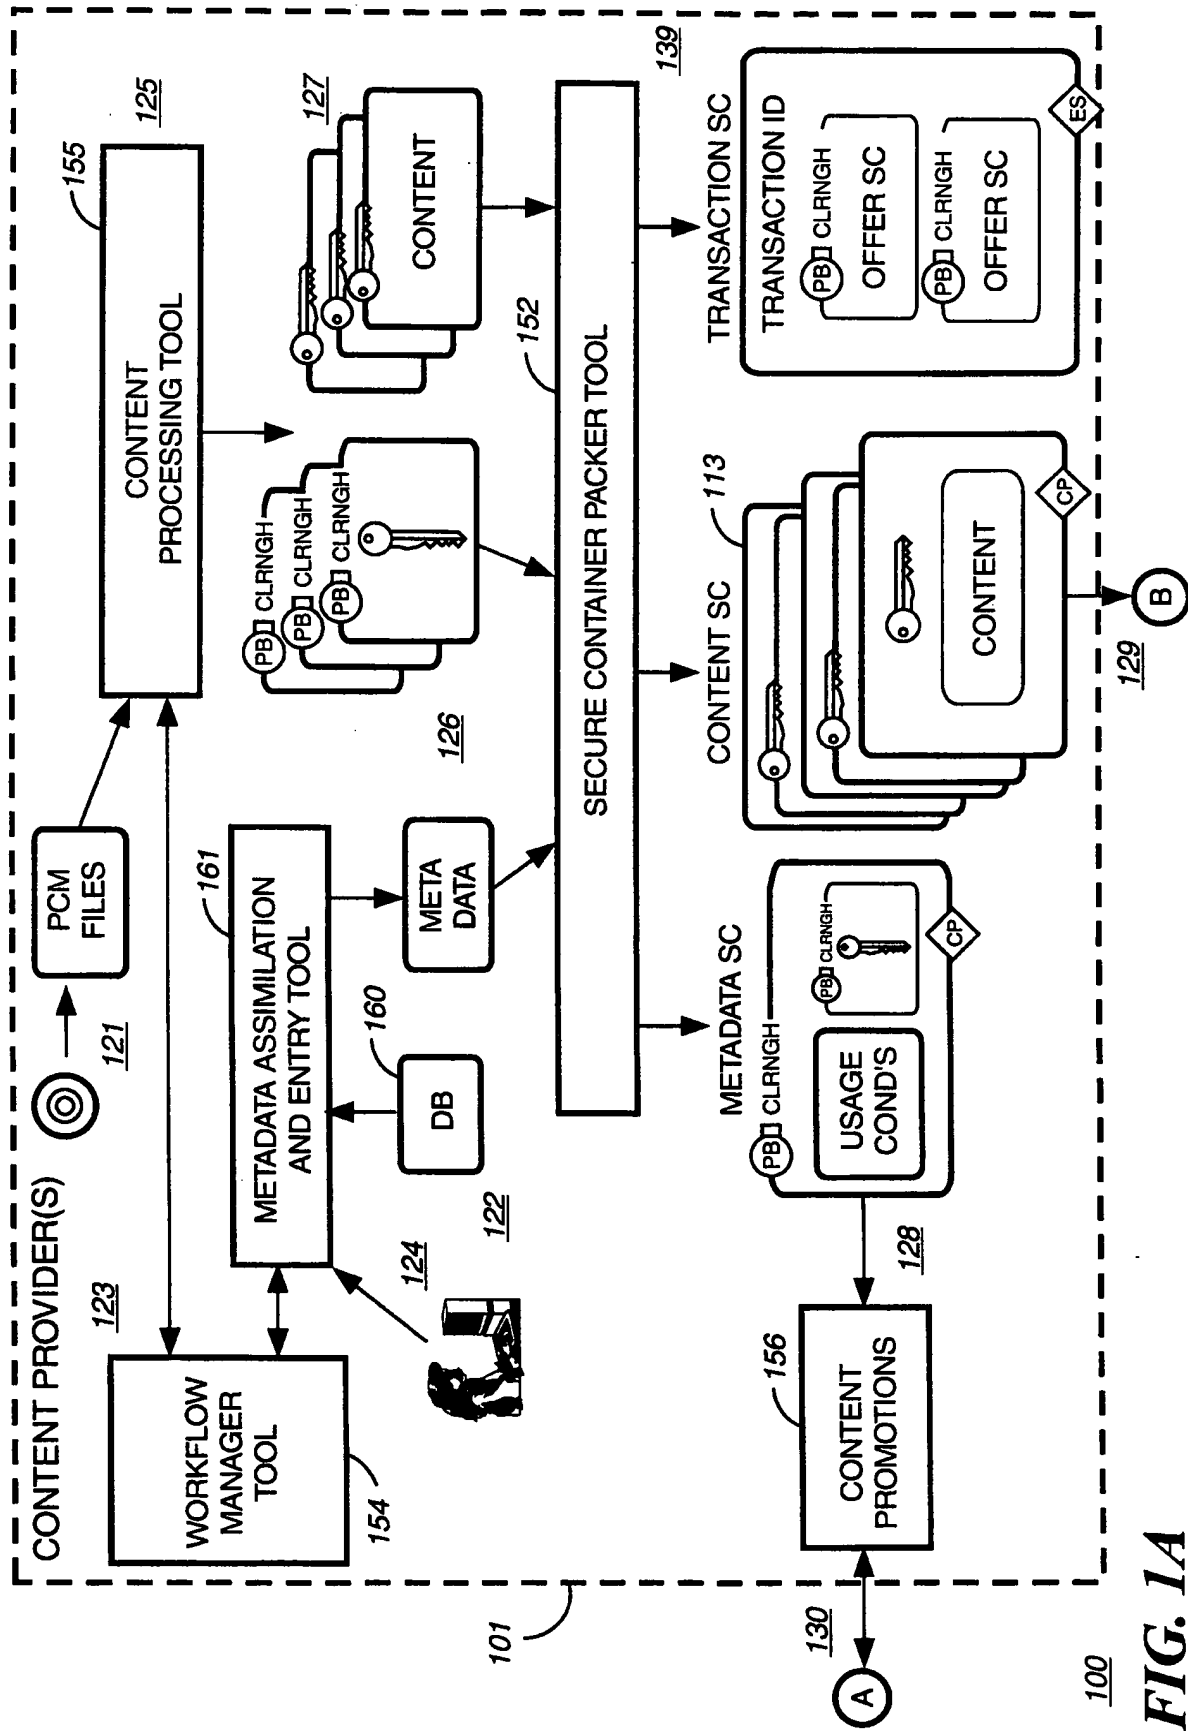 CONTENT PROVIDER(S)
123
WORKFLOW
MANAGER
TOOL
154
121
PCM
FILES
155
125
CONTENT
PROCESSING TOOL
161
METADATA ASSIMILATION
AND ENTRY TOOL
124
122
DB
160
META
DATA
126
PB CLRNGH
PB CLRNGH
PB CLRNGH
127
CONTENT
152
SECURE CONTAINER PACKER TOOL
139
METADATA SC
PB CLRNGH
USAGE
COND'S
PB CLRNGH
CP
CONTENT SC
113
CONTENT
CP
TRANSACTION SC
TRANSACTION ID
PB CLRNGH
OFFER SC
PB CLRNGH
OFFER SC
ES
128
156
CONTENT
PROMOTIONS
101
130
A
129
B
100
FIG. 1A